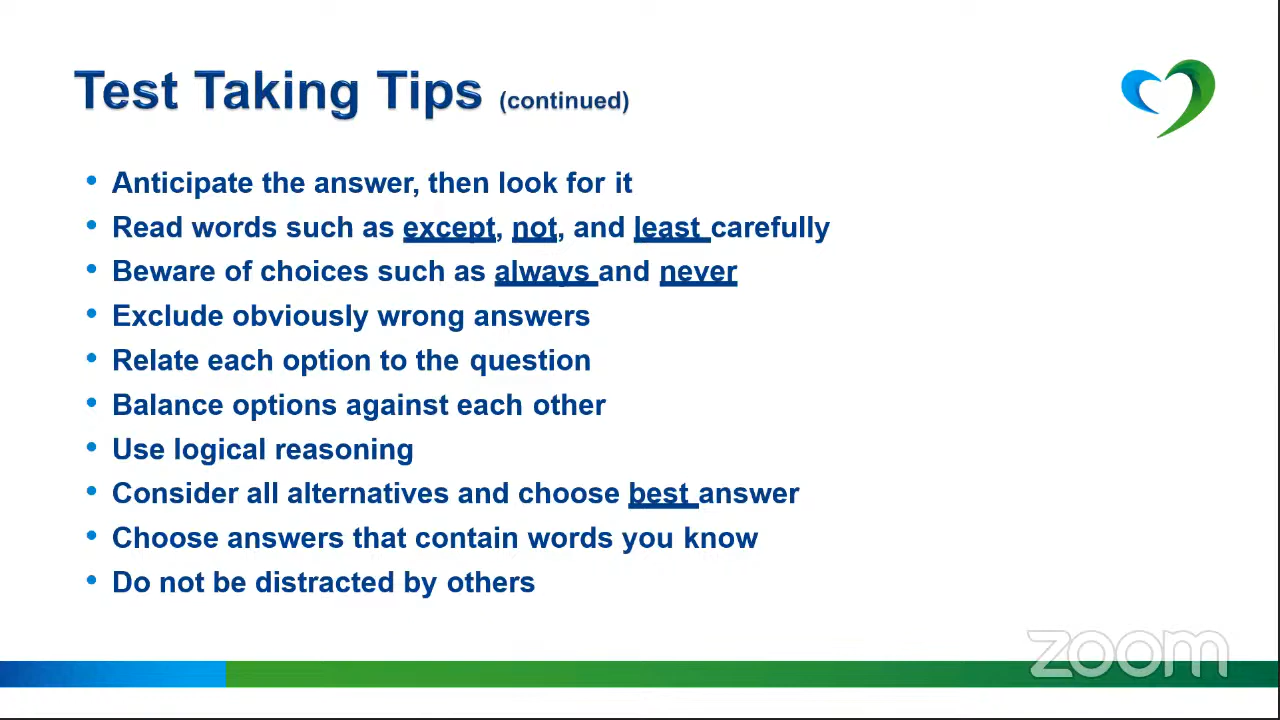 Test Taking Tips (continued)
• Anticipate the answer, then look for it
• Read words such as except, not, and least carefully
• Beware of choices such as always and never
• Exclude obviously wrong answers
• Relate each option to the question
• Balance options against each other
• Use logical reasoning
• Consider all alternatives and choose best answer
• Choose answers that contain words you know
• Do not be distracted by others
zoom